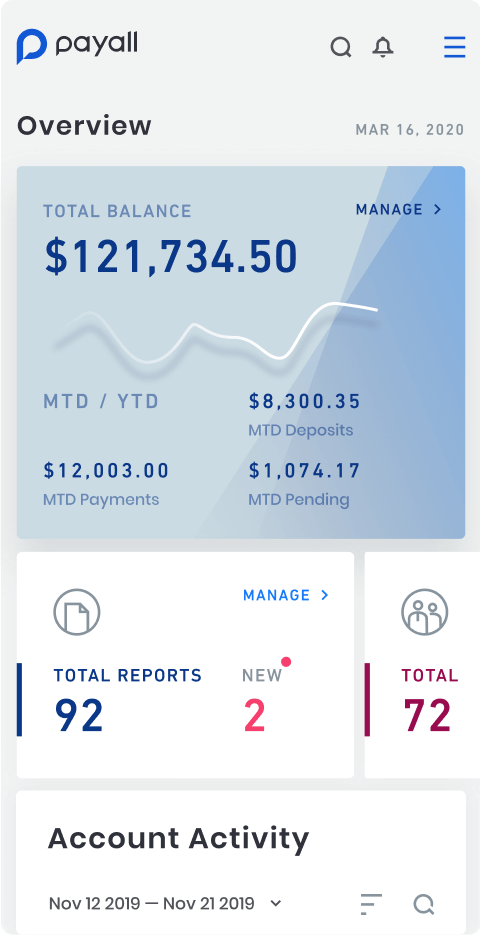 payall
Overview
MAR 16, 2020
TOTAL BALANCE
MANAGE
$121,734.50
MTD / YTD
$8,300.35
MTD Deposits
$12,003.00
$1,074.17
MTD Payments
MTD Pending
MANAGE
TOTAL REPORTS
NEW
TOTAL
92
2
72
Account Activity
Nov 12 2019 — Nov 21 2019